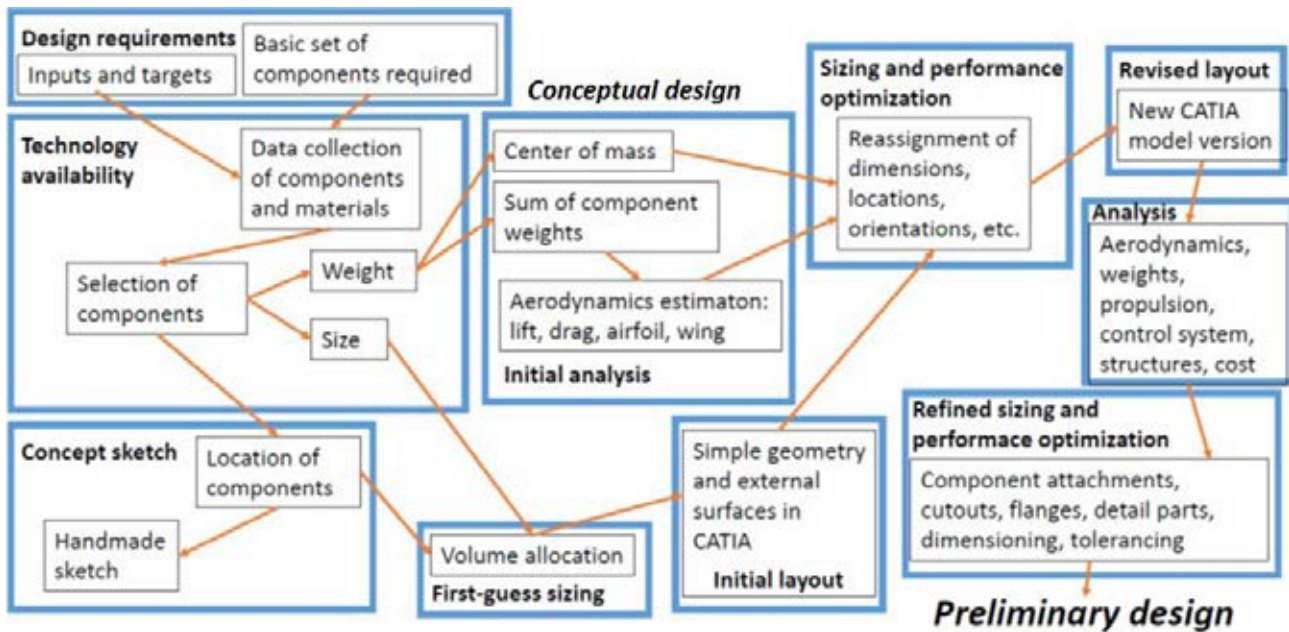 Design requirements
Inputs and targets
Basic set of
components required
Technology
availability
Data collection
of components
and materials
Selection of
components
Weight
Size
Concept sketch
Location of
components
Handmade
sketch
Volume allocation
First-guess sizing
Conceptual design
Center of mass
Sum of component
weights
Aerodynamics estimaton:
lift, drag, airfoil, wing
Initial analysis
Simple geometry
and external
surfaces in
CATIA
Initial layout
Sizing and performance
optimization
Reassignment of
dimensions,
locations,
orientations, etc.
Revised layout
New CATIA
model version
Analysis
Aerodynamics,
weights,
propulsion,
control system,
structures, cost
Refined sizing and
performace optimization
Component attachments,
cutouts, flanges, detail parts,
dimensioning, tolerancing
Preliminary design